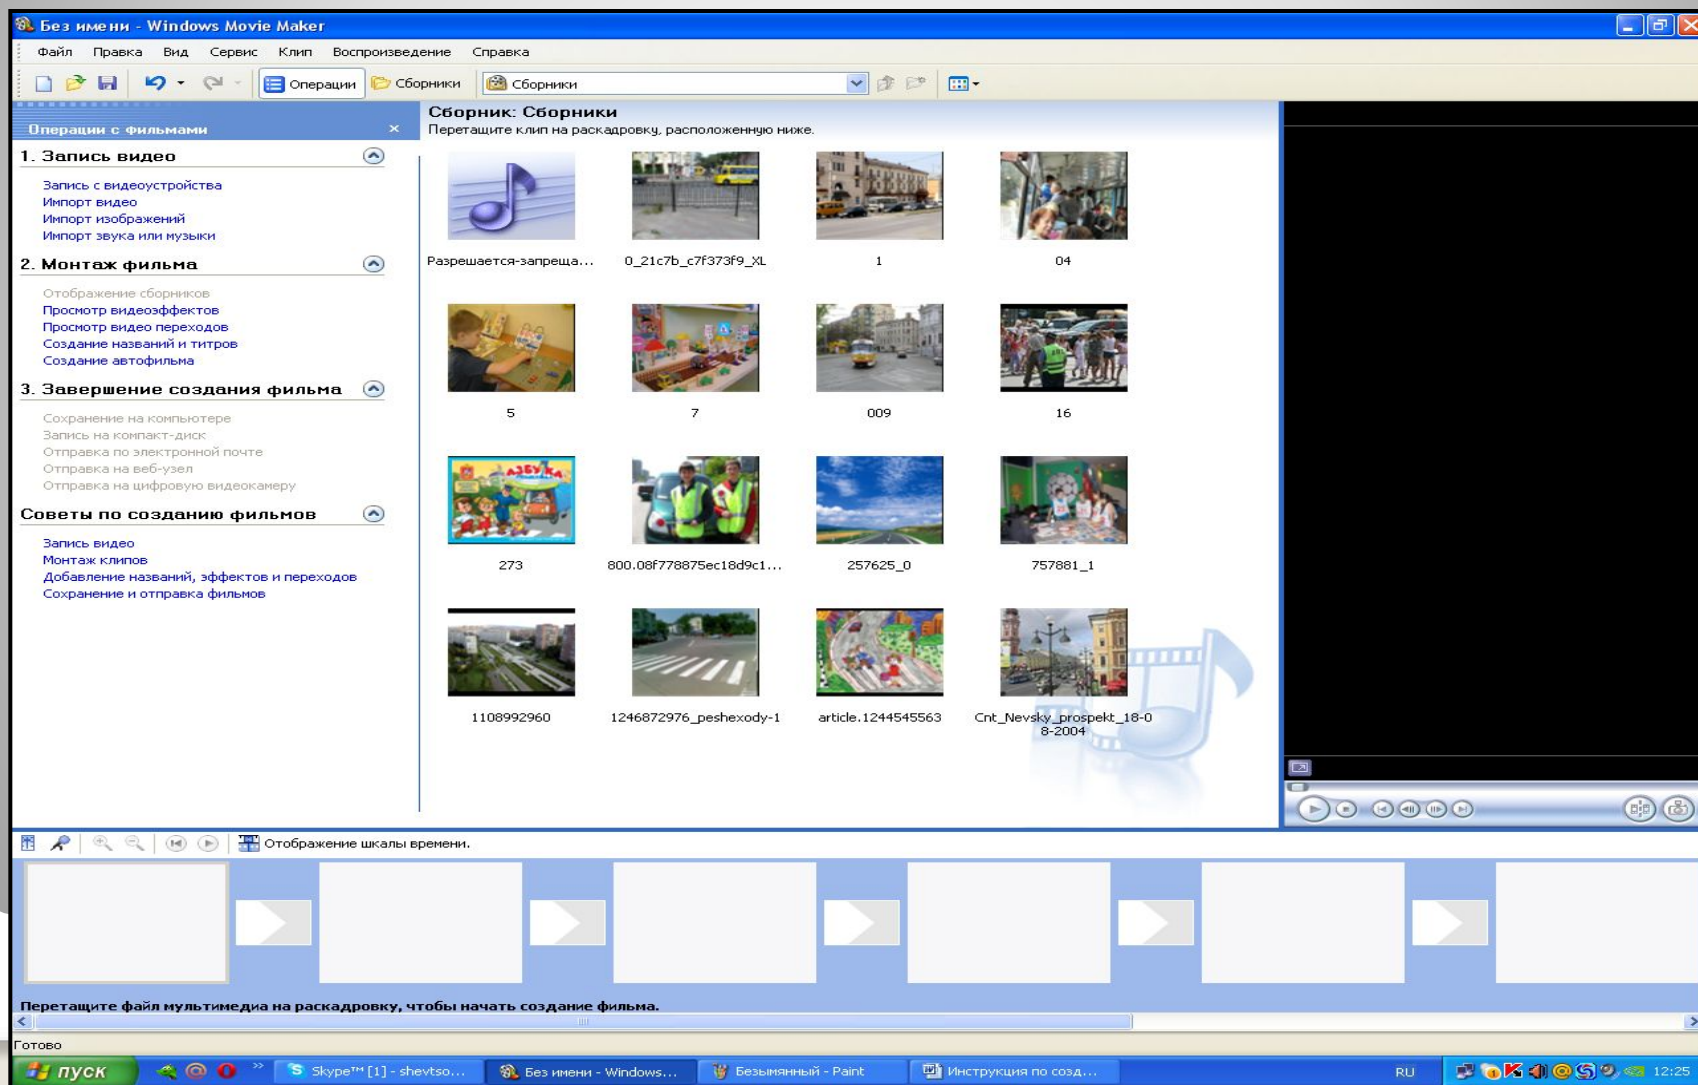 Без имени - Windows Movie Maker
Файл Правка Вид Сервис Клип Воспроизведение Справка
Операции Сборники Сборники
Операции с фильмами
1. Запись видео
Запись с видеоустройства
Импорт видео
Импорт изображений
Импорт звука или музыки
2. Монтаж фильма
Отображение сборников
Просмотр видеоэффектов
Просмотр видео переходов
Создание названий и титров
Создание автофильма
3. Завершение создания фильма
Сохранение на компьютере
Запись на компакт-диск
Отправка по электронной почте
Отправка на веб-узел
Отправка на цифровую видеокамеру
Советы по созданию фильмов
Запись видео
Монтаж клипов
Добавление названий, эффектов и переходов
Сохранение и отправка фильмов
Сборник: Сборники
Перетащите клип на раскадровку, расположенную ниже.
Разрешается-запреща... 0_21c7b_c7f373f9_XL 1 04
5 7 009 16
АЗБУКА
273 800.08f778875ec18d9c1... 257625_0 757881_1
1108992960 1246872976_peshexody-1 article.1244545563 Cnt_Nevsky_prospekt_18-0
8-2004
Отображение шкалы времени.
Перетащите файл мультимедиа на раскадровку, чтобы начать создание фильма.
Готово
пуск Skype™ [1] - shevtso... Без имени - Windows... Безымянный - Paint Инструкция по созд... RU 12:25